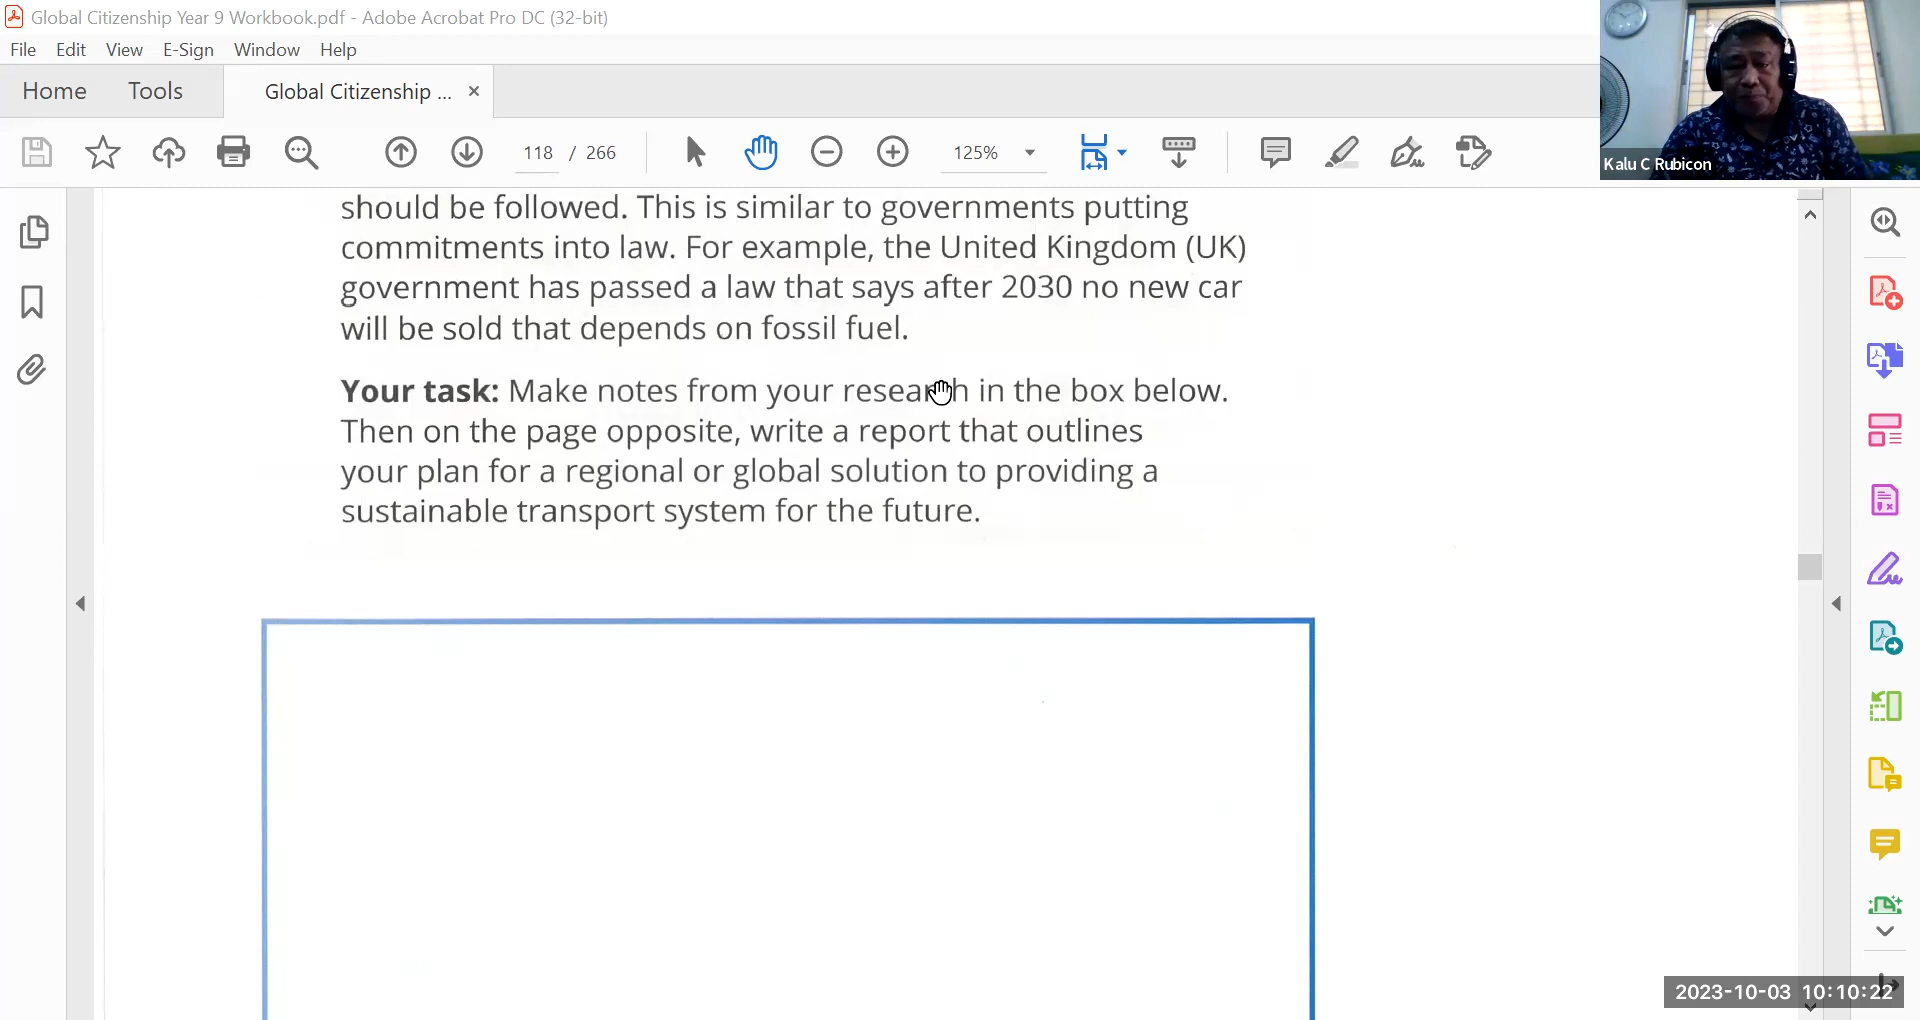 Global Citizenship Year 9 Workbook.pdf - Adobe Acrobat Pro DC (32-bit)
File Edit View E-Sign Window Help
Home Tools Global Citizenship ...
118 / 266 125%
Kalu C Rubicon
should be followed. This is similar to governments putting
commitments into law. For example, the United Kingdom (UK)
government has passed a law that says after 2030 no new car
will be sold that depends on fossil fuel.
Your task: Make notes from your research in the box below.
Then on the page opposite, write a report that outlines
your plan for a regional or global solution to providing a
sustainable transport system for the future.
2023-10-03 10:10:22